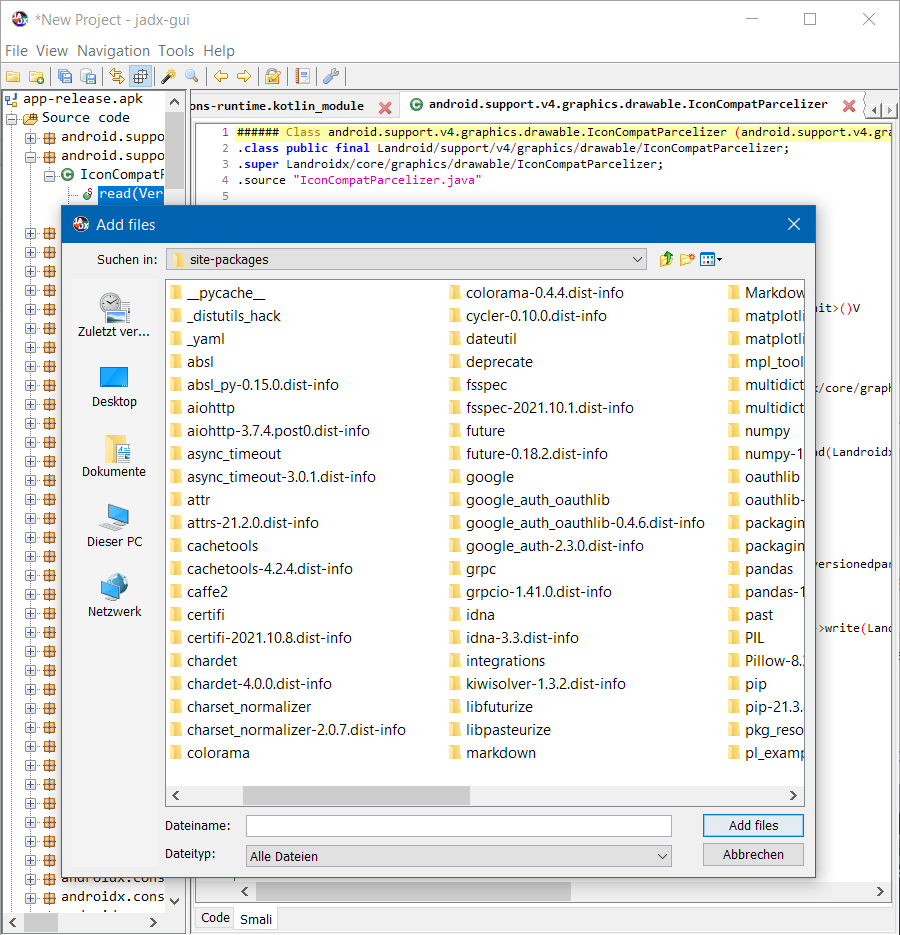 *New Project - jadx-gui
File View Navigation Tools Help
app-release.apk
Source code
android.suppo
android.suppo
IconCompatF
read(Ver
androidx.cons
androidx.cons
ons-runtime.kotlin_module
android.support.v4.graphics.drawable.IconCompatParcelizer
1 ###### Class android.support.v4.graphics.drawable.IconCompatParcelizer (android.support.v4.gra
2 .class public final Landroid/support/v4/graphics/drawable/IconCompatParcelizer;
3 .super Landroidx/core/graphics/drawable/IconCompatParcelizer;
4 .source "IconCompatParcelizer.java"
5
nit>()V
x/core/graph
ad(Landroidx
versionedpar
>write(Land
Add files
Suchen in:
site-packages
Zuletzt ver...
Desktop
Dokumente
Dieser PC
Netzwerk
__pycache__
_distutils_hack
_yaml
absl
absl_py-0.15.0.dist-info
aiohttp
aiohttp-3.7.4.post0.dist-info
async_timeout
async_timeout-3.0.1.dist-info
attr
attrs-21.2.0.dist-info
cachetools
cachetools-4.2.4.dist-info
caffe2
certifi
certifi-2021.10.8.dist-info
chardet
chardet-4.0.0.dist-info
charset_normalizer
charset_normalizer-2.0.7.dist-info
colorama
colorama-0.4.4.dist-info
cycler-0.10.0.dist-info
dateutil
deprecate
fsspec
fsspec-2021.10.1.dist-info
future
future-0.18.2.dist-info
google
google_auth_oauthlib
google_auth_oauthlib-0.4.6.dist-info
google_auth-2.3.0.dist-info
grpc
grpcio-1.41.0.dist-info
idna
idna-3.3.dist-info
integrations
kiwisolver-1.3.2.dist-info
libfuturize
libpasteurize
markdown
Markdow
matplotli
matplotli
mpl_tool
multidict
multidict
numpy
numpy-1
oauthlib
oauthlib-
packagin
packagin
pandas
pandas-1
past
PIL
Pillow-8.
pip
pip-21.3.
pkg_reso
pl_examp
Dateiname:
Add files
Dateityp:
Alle Dateien
Abbrechen
Code Smali